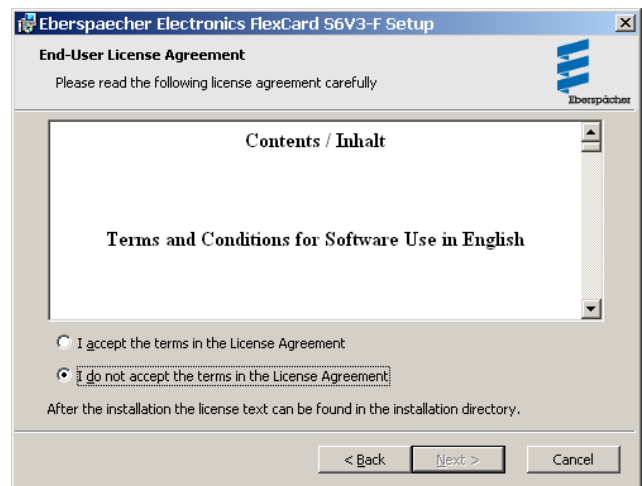 Eberspaecher Electronics FlexCard S6V3-F Setup
End-User License Agreement
Please read the following license agreement carefully
Eberspächer
Contents / Inhalt
Terms and Conditions for Software Use in English
I accept the terms in the License Agreement
I do not accept the terms in the License Agreement
After the installation the license text can be found in the installation directory.
< Back Next > Cancel